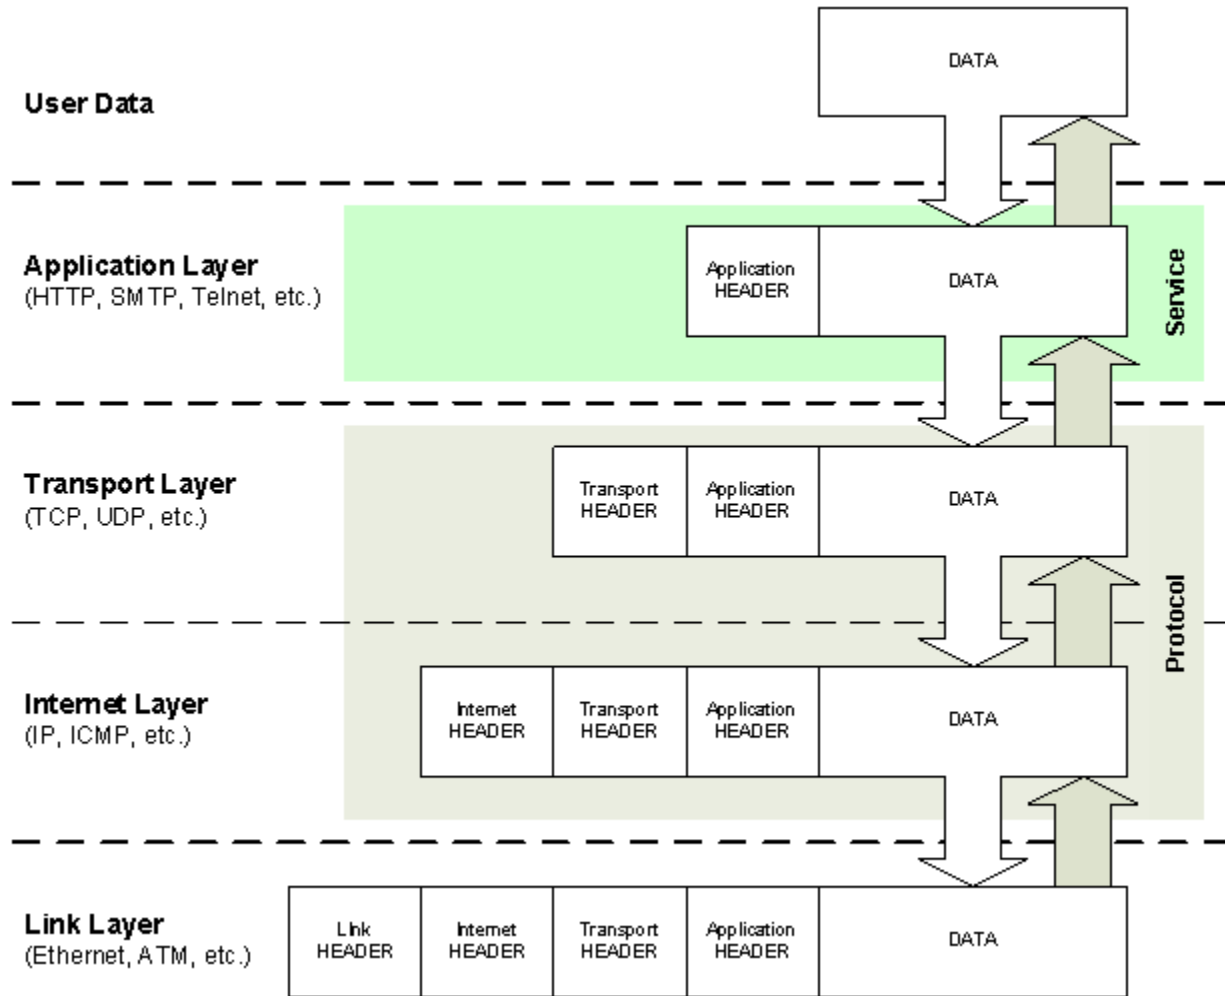 DATA
User Data
Application Layer
(HTTP, SMTP, Telnet, etc.)
Application
HEADER
DATA
Service
Transport Layer
(TCP, UDP, etc.)
Transport
HEADER
Application
HEADER
DATA
Protocol
Internet Layer
(IP, ICMP, etc.)
Internet
HEADER
Transport
HEADER
Application
HEADER
DATA
Link Layer
(Ethernet, ATM, etc.)
Link
HEADER
Internet
HEADER
Transport
HEADER
Application
HEADER
DATA